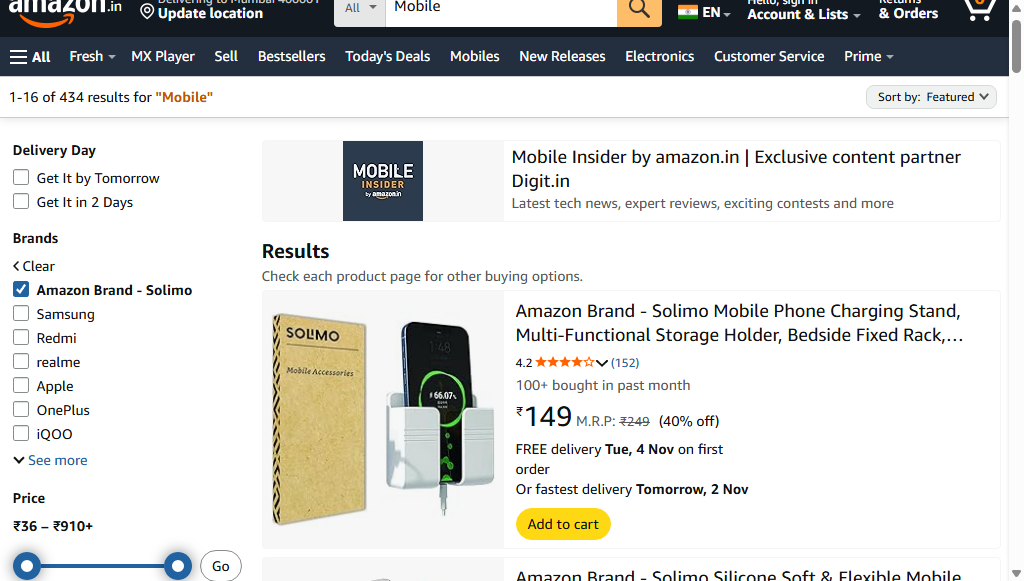 amazon.in
Delivering to Mumbai 400001
Update location
All
Mobile
EN
Hello, sign in
Account & Lists
Returns
& Orders
0
All
Fresh
MX Player
Sell
Bestsellers
Today's Deals
Mobiles
New Releases
Electronics
Customer Service
Prime
1-16 of 434 results for "Mobile"
Sort by: Featured
Delivery Day
Get It by Tomorrow
Get It in 2 Days
Brands
Clear
Amazon Brand - Solimo
Samsung
Redmi
realme
Apple
OnePlus
iQOO
See more
Price
₹36 – ₹910+
Go
MOBILE
INSIDER
by amazon.in
Mobile Insider by amazon.in | Exclusive content partner
Digit.in
Latest tech news, expert reviews, exciting contests and more
Results
Check each product page for other buying options.
SOLIMO
Mobile Accessories
1:48
66.07%
Amazon Brand - Solimo Mobile Phone Charging Stand,
Multi-Functional Storage Holder, Bedside Fixed Rack,…
4.2 (152)
100+ bought in past month
₹149 M.R.P: ₹249 (40% off)
FREE delivery Tue, 4 Nov on first
order
Or fastest delivery Tomorrow, 2 Nov
Add to cart
Amazon Brand - Solimo Silicone Soft & Flexible Mobile